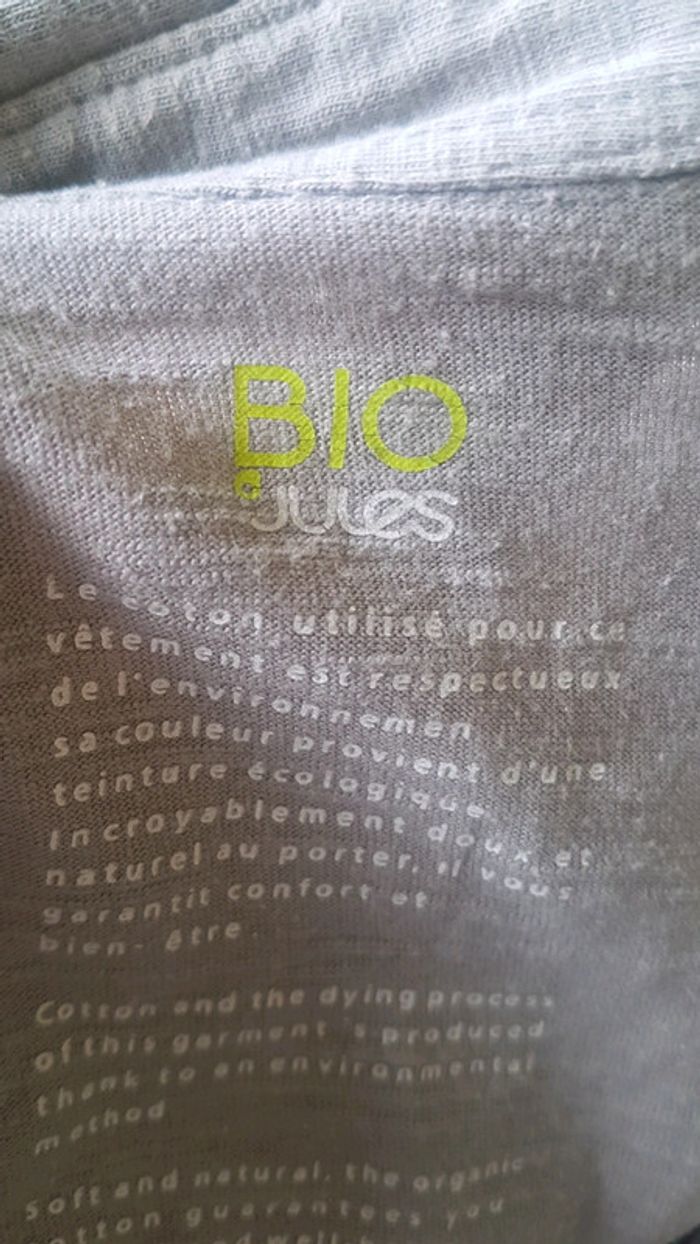 BIO
Jules
Le coton utilisé pour ce
vêtement est respectueux
de l'environnemen
sa couleur provient d'une
teinture écologique
Incroyablement doux et
naturel au porter, il vous
garantit confort et
bien- être.
Cotton and the dying process
of this garment s produced
thank to an environmental
method
Soft and natural, the organic
otton guarantees you